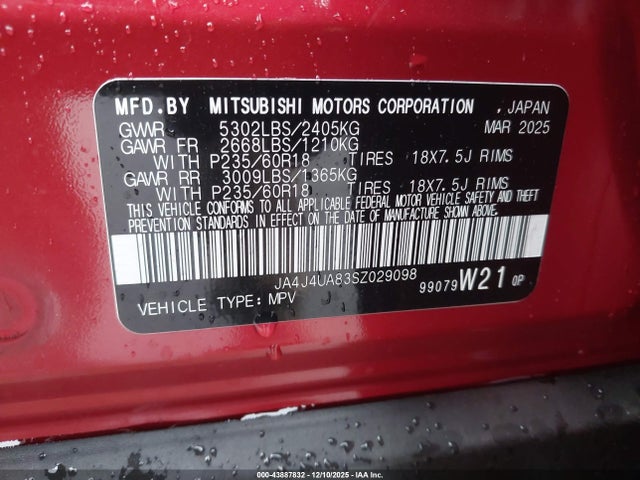 MFD.BY MITSUBISHI MOTORS CORPORATION , JAPAN
GVWR 5302LBS/2405KG MAR 2025
GAWR FR 2668LBS/1210KG
WITH P235/60R18 TIRES 18X7.5J RIMS
GAWR RR 3009LBS/1365KG
WITH P235/60R18 TIRES 18X7.5J RIMS
THIS VEHICLE CONFORMS TO ALL APPLICABLE FEDERAL MOTOR VEHICLE SAFETY AND THEFT
PREVENTION STANDARDS IN EFFECT ON THE DATE OF MANUFACTURE SHOWN ABOVE.
JA4J4UA83SZ029098
99079 W21 OP
VEHICLE TYPE: MPV
000-43887832 - 12/10/2025 - IAA Inc.